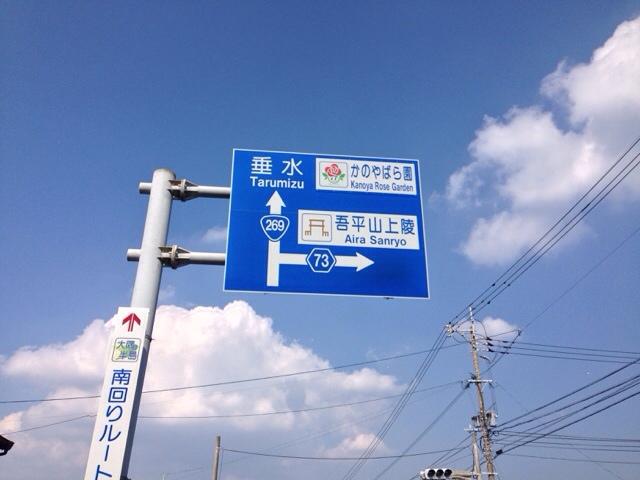 垂水
Tarumizu
かのやばら園
Kanoya Rose Garden
269
吾平山上陵
Aira Sanryo
73
大隅
半島
南回りルート